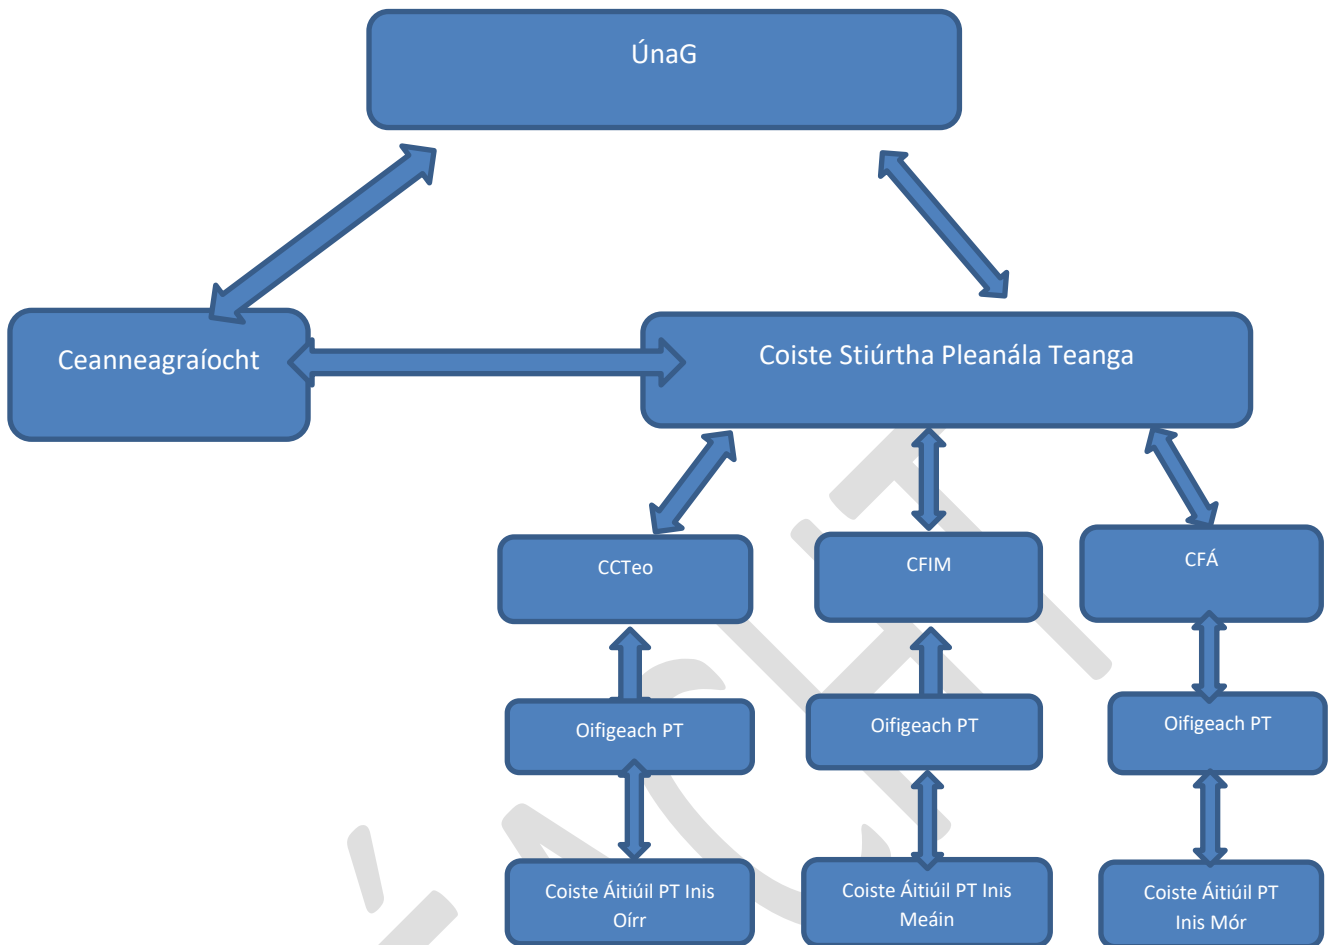 ÚnaG
Ceanneagraíocht
Coiste Stiúrtha Pleanála Teanga
CCTeo
CFIM
CFÁ
Oifigeach PT
Oifigeach PT
Oifigeach PT
Coiste Áitiúil PT Inis
Oírr
Coiste Áitiúil PT Inis
Meáin
Coiste Áitiúil PT
Inis Mór